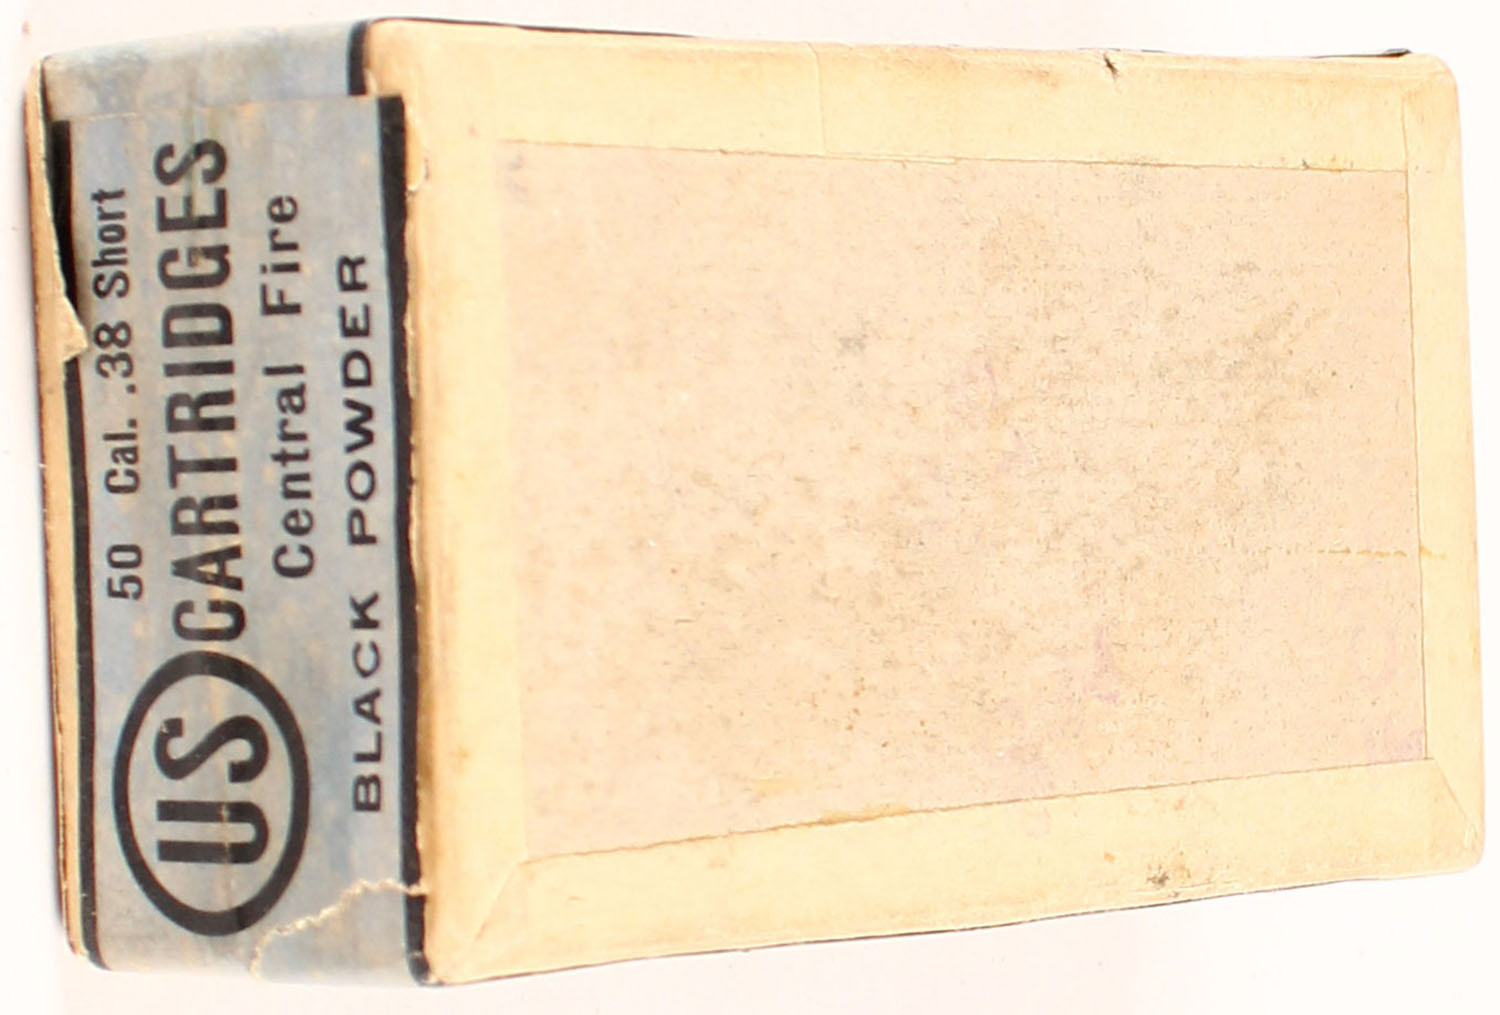 50 Cal. .38 Short
US CARTRIDGES
Central Fire
BLACK POWDER